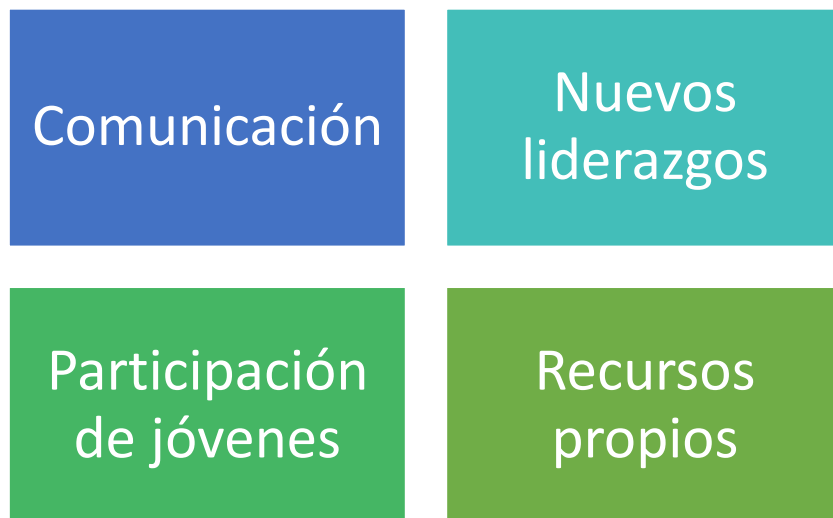 Comunicación
Nuevos
liderazgos
Participación
de jóvenes
Recursos
propios